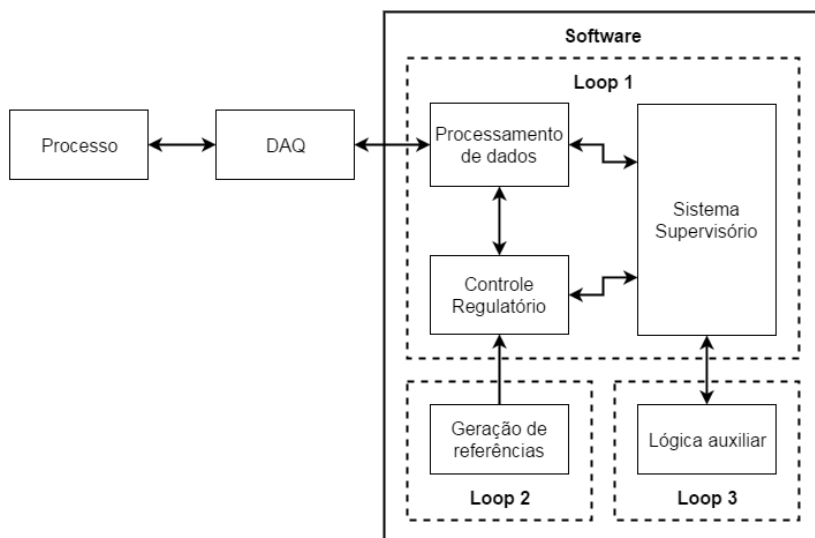 Software
Loop 1
Processo
DAQ
Processamento
de dados
Sistema
Supervisório
Controle
Regulatório
Geração de
referências
Lógica auxiliar
Loop 2
Loop 3